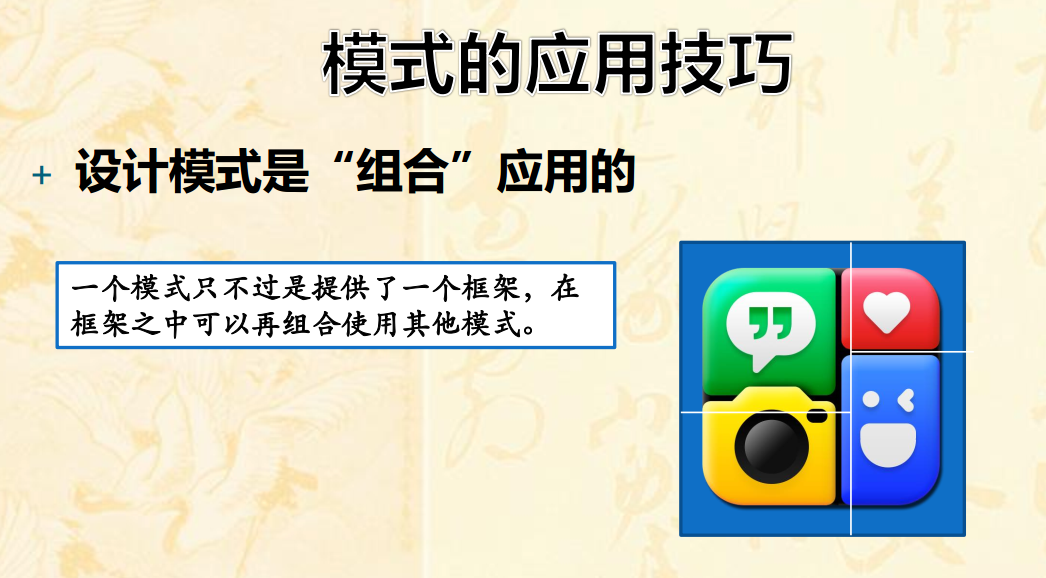 模式的应用技巧
+ 设计模式是“组合”应用的
一个模式只不过是提供了一个框架，在
框架之中可以再组合使用其他模式。